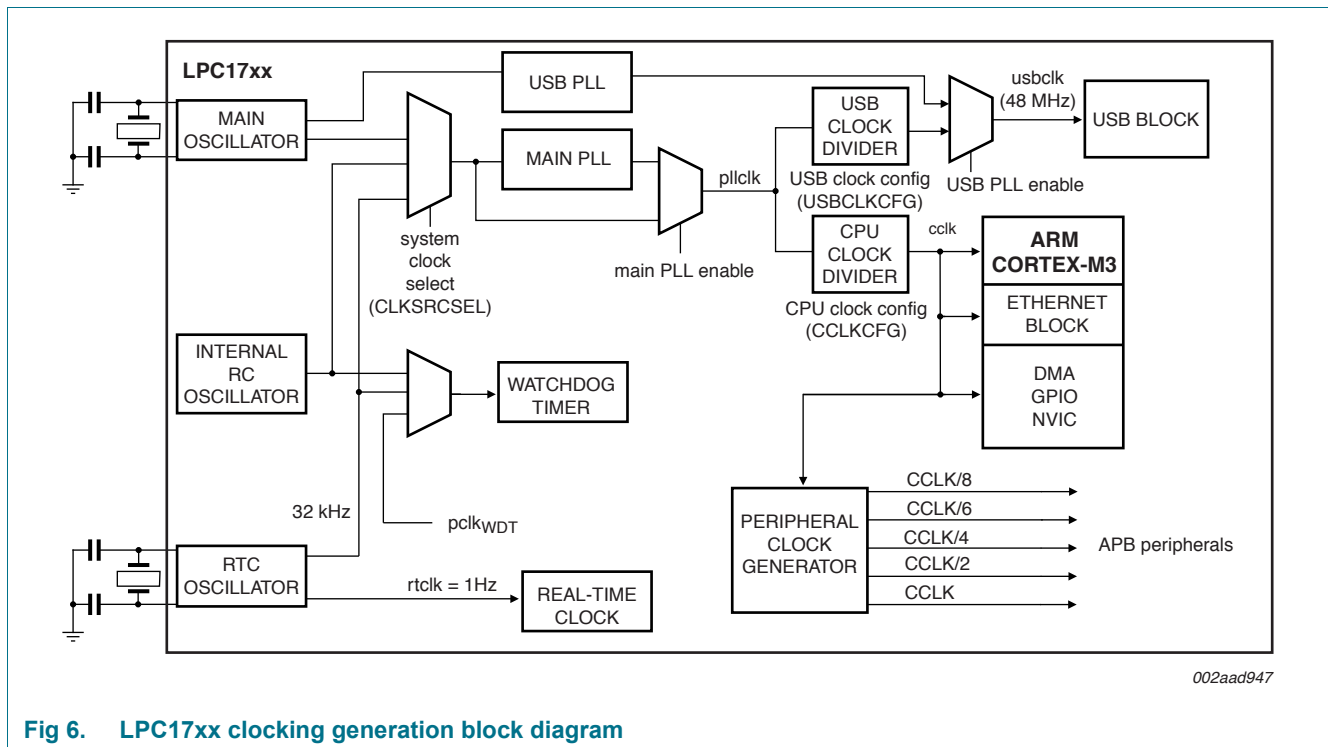 LPC17xx
MAIN
OSCILLATOR
USB PLL
MAIN PLL
system
clock
select
(CLKSRCSEL)
main PLL enable
pllclk
USB
CLOCK
DIVIDER
USB clock config
(USBCLKCFG)
USB PLL enable
usbclk
(48 MHz)
USB BLOCK
CPU
CLOCK
DIVIDER
CPU clock config
(CCLKCFG)
cclk
ARM
CORTEX-M3
ETHERNET
BLOCK
DMA
GPIO
NVIC
INTERNAL
RC
OSCILLATOR
WATCHDOG
TIMER
pclkWDT
32 kHz
RTC
OSCILLATOR
rtclk = 1Hz
REAL-TIME
CLOCK
PERIPHERAL
CLOCK
GENERATOR
CCLK/8
CCLK/6
CCLK/4
CCLK/2
CCLK
APB peripherals
002aad947
Fig 6. LPC17xx clocking generation block diagram